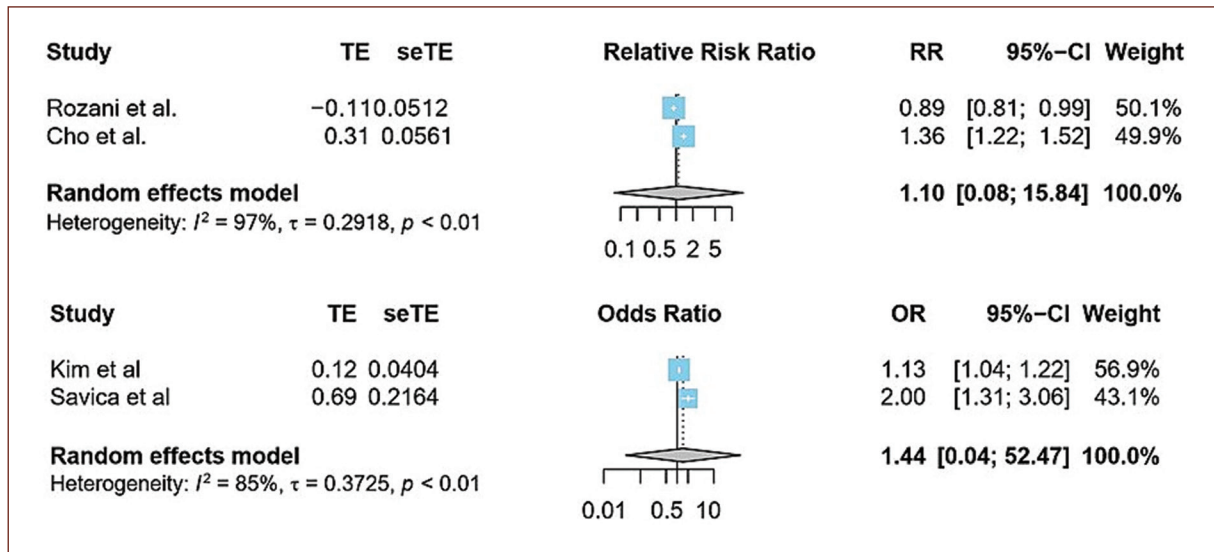 Study TE seTE Relative Risk Ratio RR 95%−CI Weight
Rozani et al. −0.110.0512 0.89 [0.81; 0.99] 50.1%
Cho et al. 0.31 0.0561 1.36 [1.22; 1.52] 49.9%
Random effects model 1.10 [0.08; 15.84] 100.0%
Heterogeneity: I² = 97%, τ = 0.2918, p < 0.01
0.1 0.5 2 5
Study TE seTE Odds Ratio OR 95%−CI Weight
Kim et al 0.12 0.0404 1.13 [1.04; 1.22] 56.9%
Savica et al 0.69 0.2164 2.00 [1.31; 3.06] 43.1%
Random effects model 1.44 [0.04; 52.47] 100.0%
Heterogeneity: I² = 85%, τ = 0.3725, p < 0.01
0.01 0.5 10